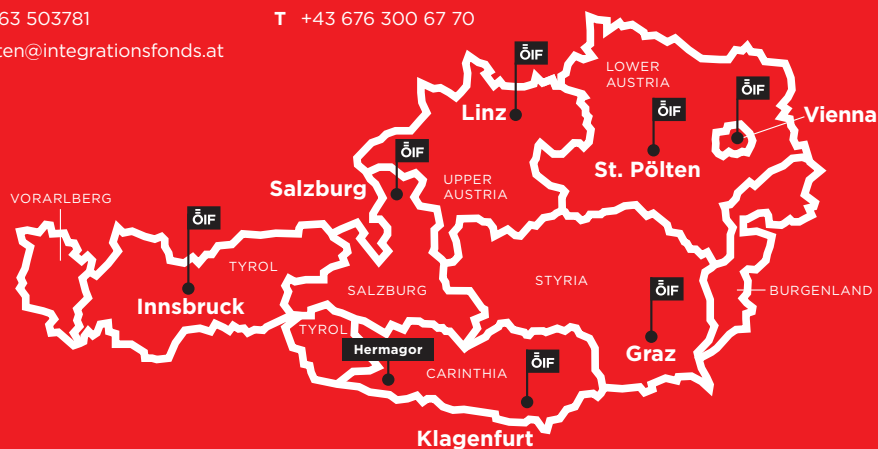 63 503781
T +43 676 300 67 70
ten@integrationsfonds.at
ÖIF
LOWER
AUSTRIA
ÖIF
Linz
ÖIF
Vienna
ÖIF
St. Pölten
Salzburg
UPPER
AUSTRIA
VORARLBERG
ÖIF
TYROL
Innsbruck
SALZBURG
STYRIA
ÖIF
BURGENLAND
TYROL
Hermagor
Graz
ÖIF
CARINTHIA
Klagenfurt